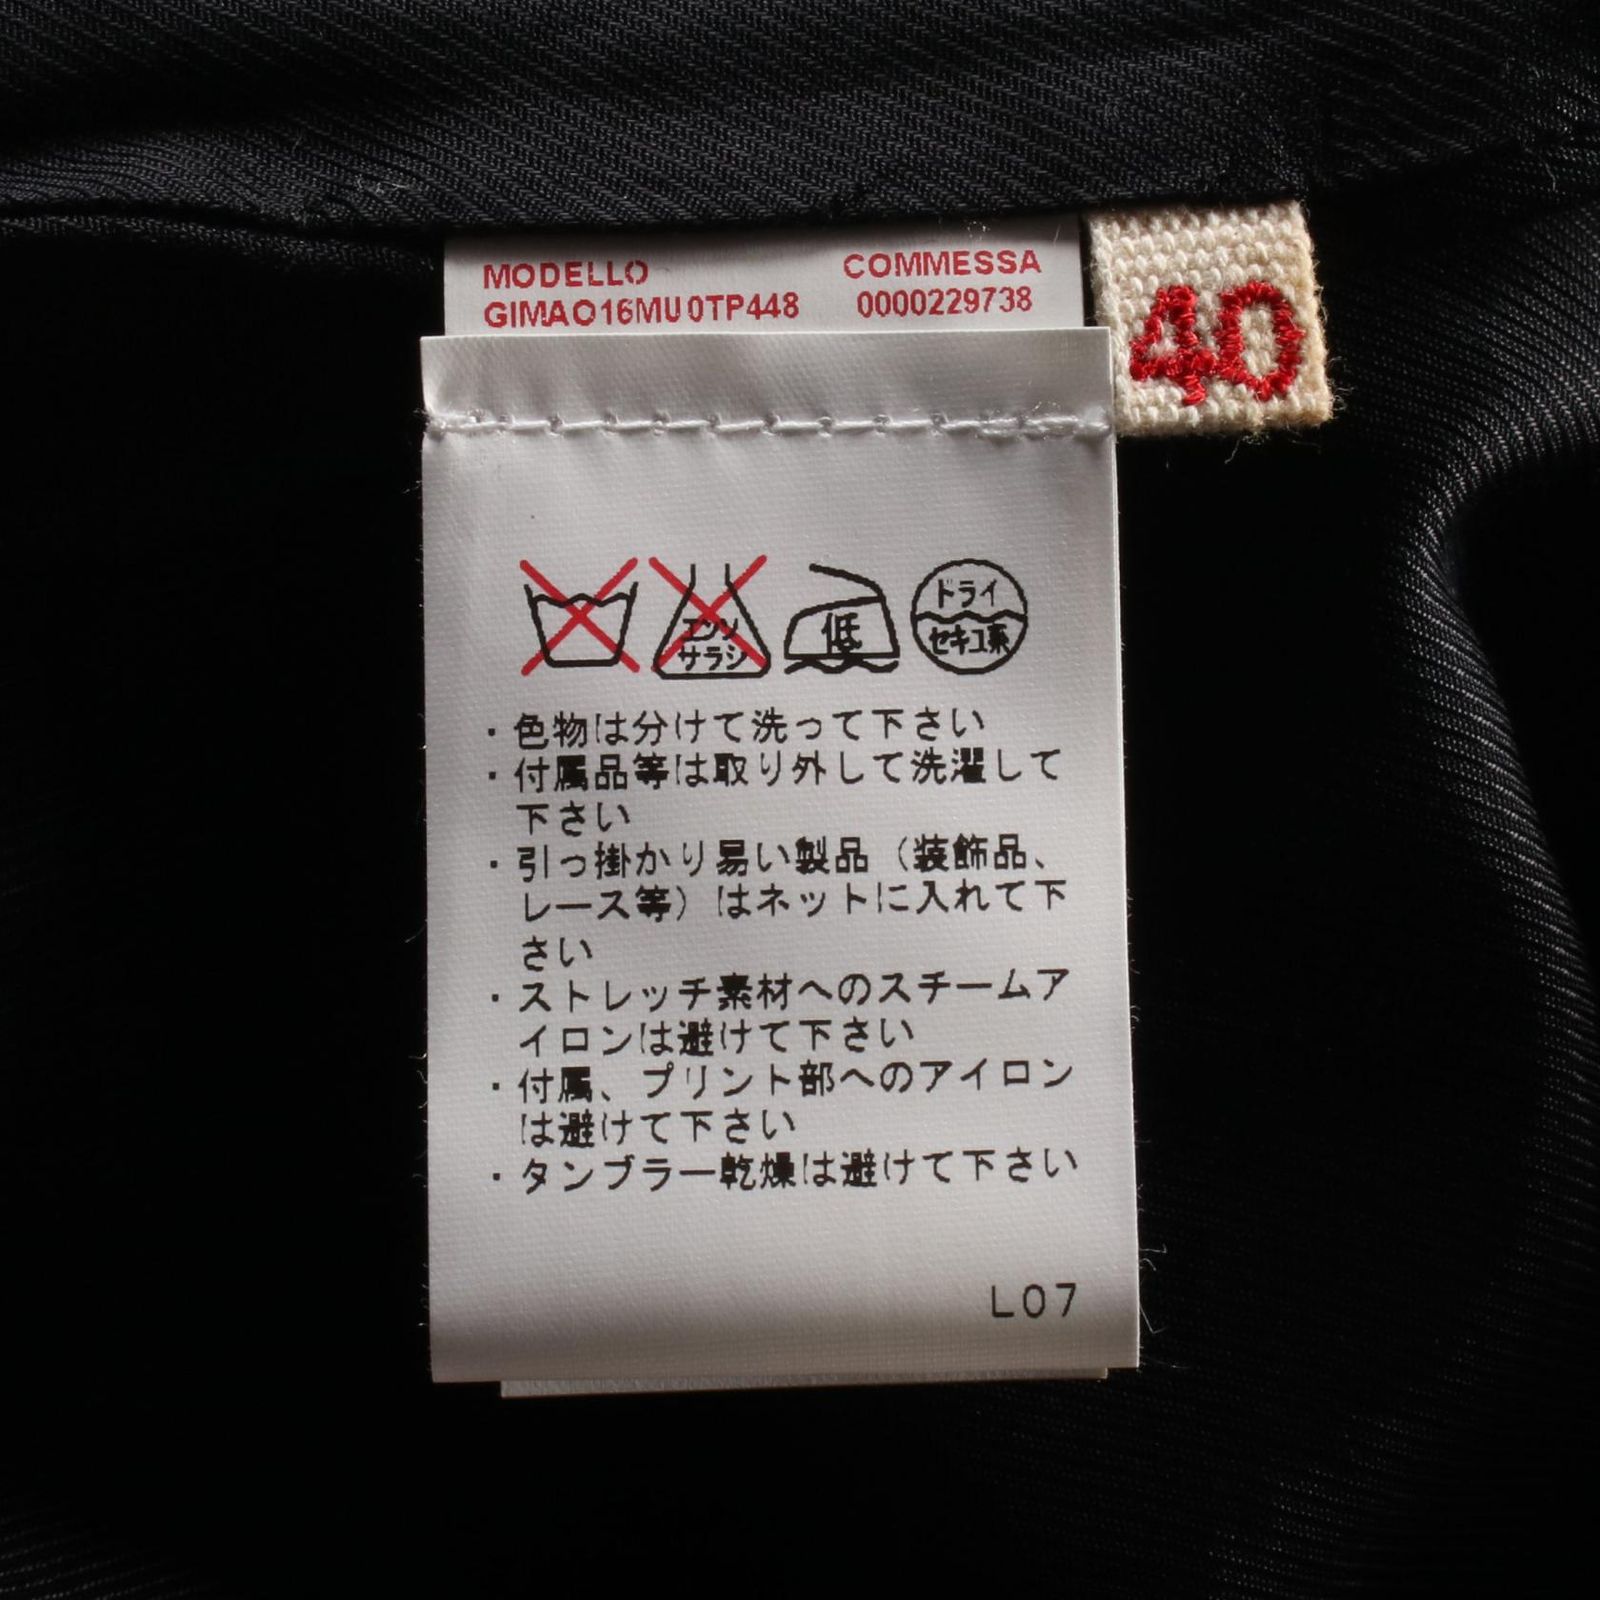 MODELLO COMMESSA
GIMAO16MU0TP448 0000229738
40
エンソ サラシ 低 ドライ セキユ系
・色物は分けて洗って下さい
・付属品等は取り外して洗濯して
下さい
・引っ掛かり易い製品（装飾品、
レース等）はネットに入れて下
さい
・ストレッチ素材へのスチームア
イロンは避けて下さい
・付属、プリント部へのアイロン
は避けて下さい
・タンブラー乾燥は避けて下さい
L07